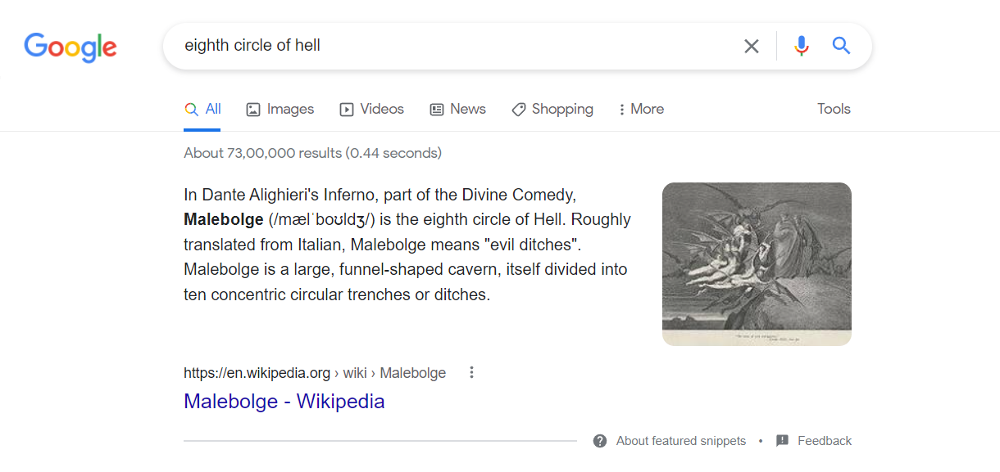 Google
eighth circle of hell
All Images Videos News Shopping More Tools
About 73,00,000 results (0.44 seconds)
In Dante Alighieri's Inferno, part of the Divine Comedy,
Malebolge (/mælˈboʊldʒ/) is the eighth circle of Hell. Roughly
translated from Italian, Malebolge means "evil ditches".
Malebolge is a large, funnel-shaped cavern, itself divided into
ten concentric circular trenches or ditches.
https://en.wikipedia.org › wiki › Malebolge
Malebolge - Wikipedia
About featured snippets • Feedback